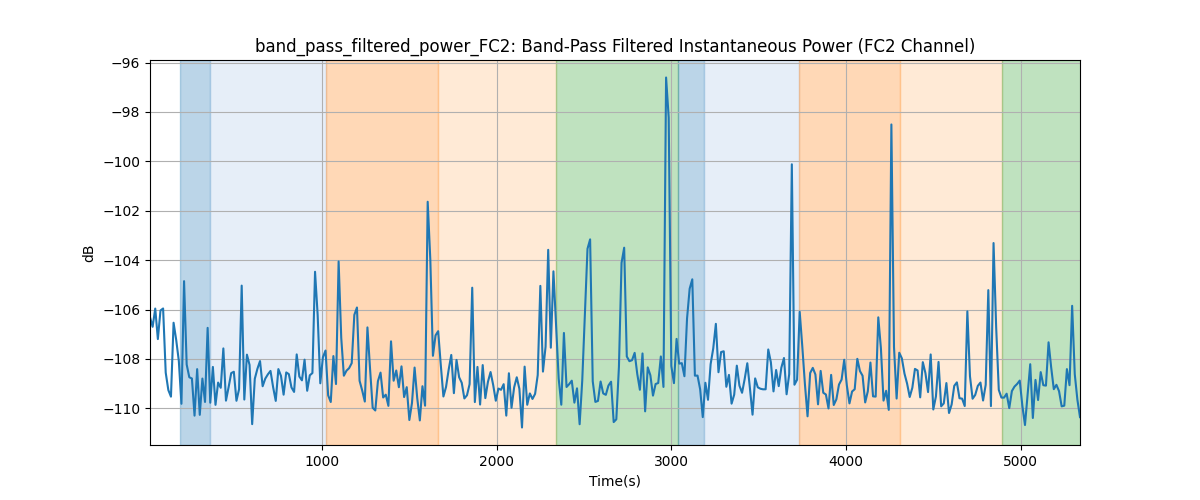 band_pass_filtered_power_FC2: Band-Pass Filtered Instantaneous Power (FC2 Channel)
dB
−96
−98
−100
−102
−104
−106
−108
−110
1000 2000 3000 4000 5000
Time(s)